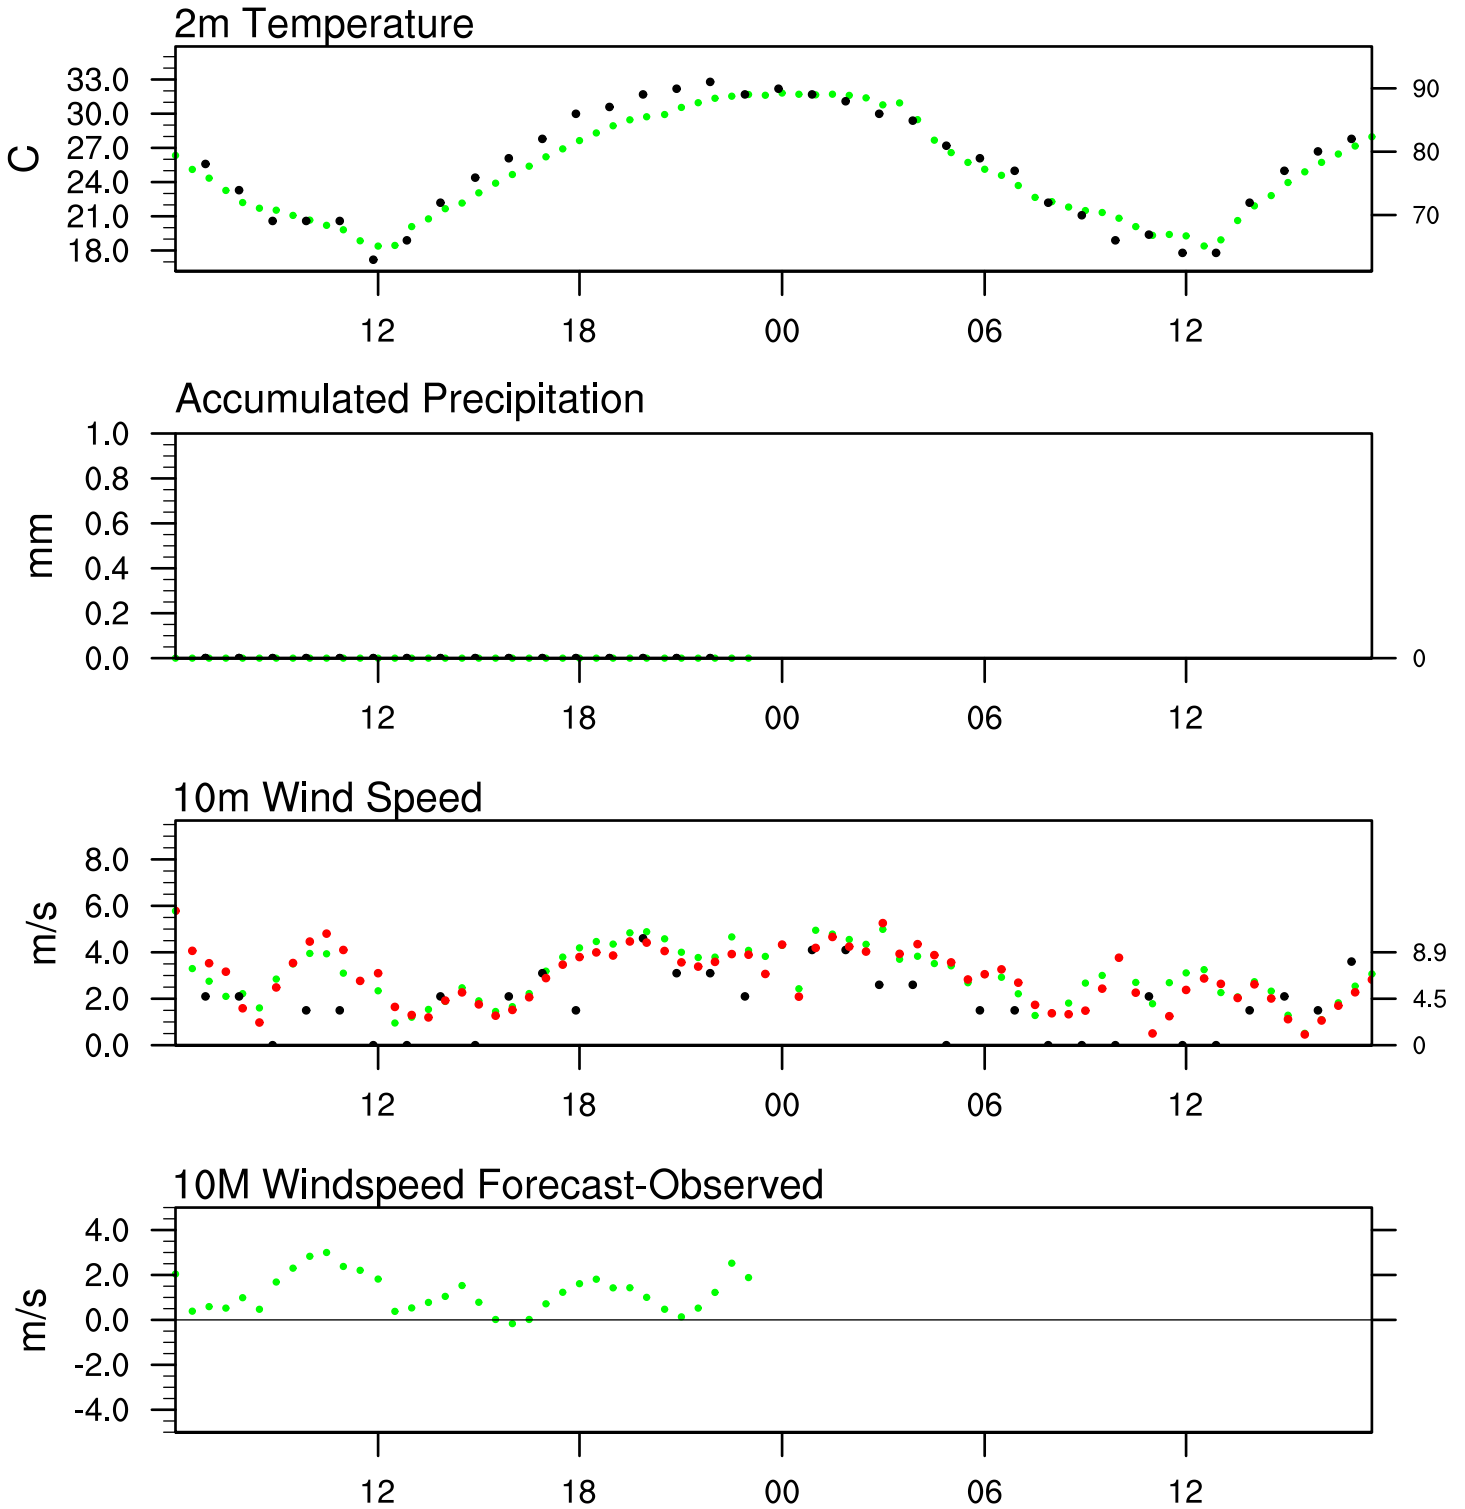 2m Temperature
33.0
30.0
27.0
24.0
21.0
18.0
C
90
80
70
12 18 00 06 12
Accumulated Precipitation
1.0
0.8
0.6
0.4
0.2
0.0
mm
0
12 18 00 06 12
10m Wind Speed
8.0
6.0
4.0
2.0
0.0
m/s
8.9
4.5
0
12 18 00 06 12
10M Windspeed Forecast-Observed
4.0
2.0
0.0
-2.0
-4.0
m/s
12 18 00 06 12